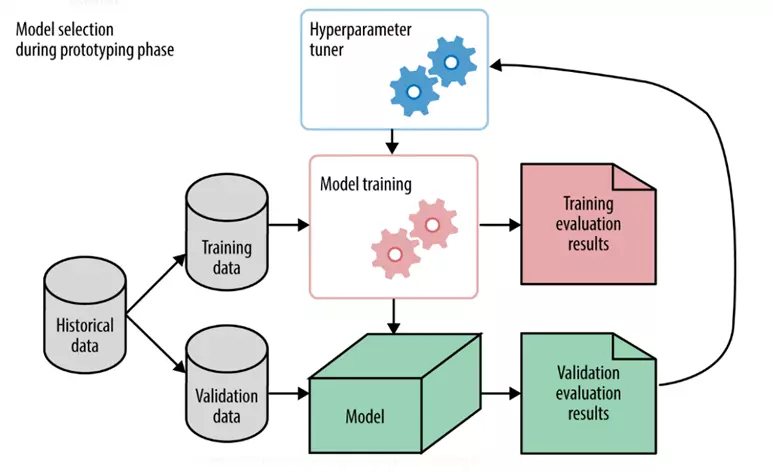 Model selection
during prototyping phase
Hyperparameter
tuner
Model training
Training
evaluation
results
Training
data
Historical
data
Validation
data
Model
Validation
evaluation
results